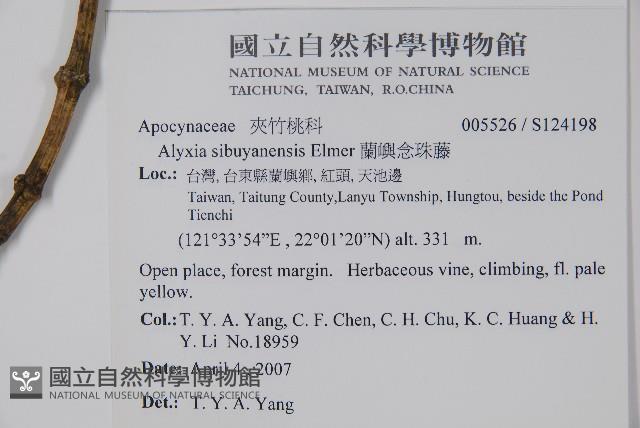 國立自然科學博物館
NATIONAL MUSEUM OF NATURAL SCIENCE
TAICHUNG, TAIWAN, R.O.CHINA
Apocynaceae 夾竹桃科 005526 / S124198
Alyxia sibuyanensis Elmer 蘭嶼念珠藤
Loc.: 台灣, 台東縣蘭嶼鄉, 紅頭, 天池邊
Taiwan, Taitung County,Lanyu Township, Hungtou, beside the Pond
Tienchi
(121°33'54”E , 22°01'20”N) alt. 331 m.
Open place, forest margin. Herbaceous vine, climbing, fl. pale
yellow.
Col.: T. Y. A. Yang, C. F. Chen, C. H. Chu, K. C. Huang & H.
Y. Li No.18959
Date: April 4, 2007
國立自然科學博物館
NATIONAL MUSEUM OF NATURAL SCIENCE
Det.: T. Y. A. Yang